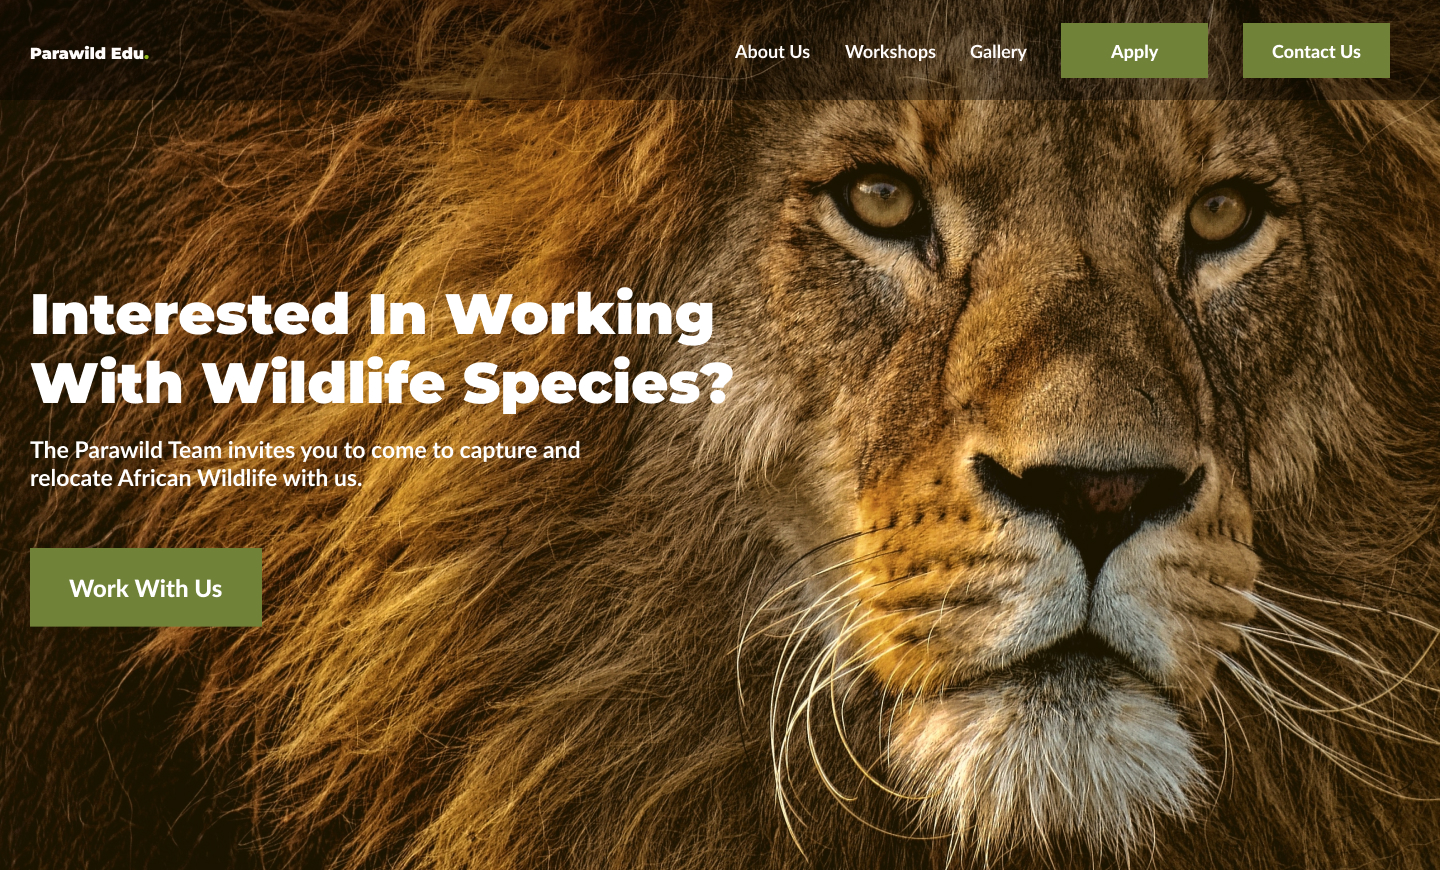 Parawild Edu.
About Us
Workshops
Gallery
Apply
Contact Us
Interested In Working
With Wildlife Species?
The Parawild Team invites you to come to capture and
relocate African Wildlife with us.
Work With Us